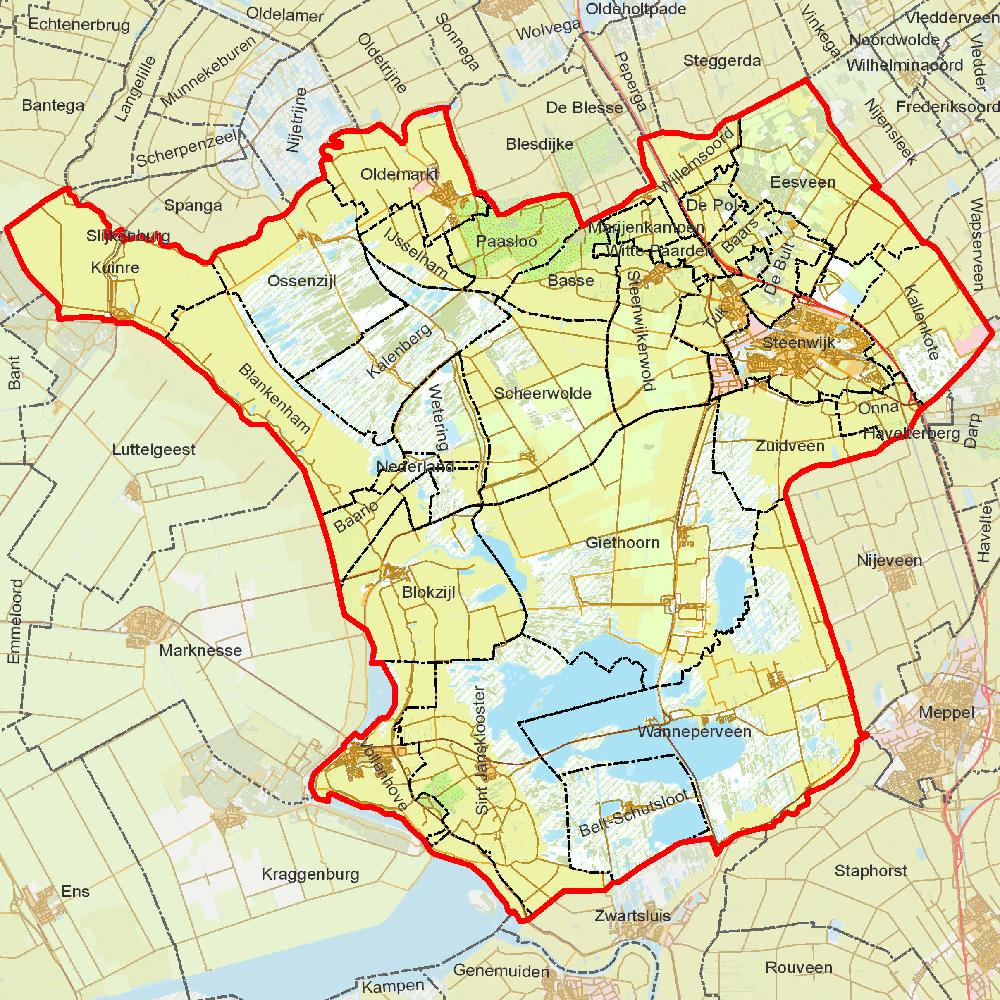 Oldelamer
Oldeholtpade
Echtenerbrug
Sonnega
Wolvega
Vinkega
Vledderveen
Noordwolde
Vledder
Munnekeburen
Oldetrijne
Peperga
Steggerda
Wilhelminaoord
Langelille
Bantega
Nijetrijne
De Blesse
Nijensleek
Frederiksoord
Scherpenzeel
Blesdijke
Willemsoord
Oldemarkt
Eesveen
Spanga
De Pol
Wapserveen
Slijkenburg
IJsselham
Paasloo
Marijenkampen
Baars
Witte Paarden
Kuinre
Ossenzijl
Basse
De Bult
Steenwijkerwold
Tuk
Kallenkote
Steenwijk
Kalenberg
Bant
Blankenham
Wetering
Scheerwolde
Onna
Havelterberg
Darp
Luttelgeest
Zuidveen
Nederland
Baarlo
Giethoorn
Havelte
Nijeveen
Blokzijl
Emmeloord
Marknesse
Meppel
Sint Jansklooster
Wanneperveen
Vollenhove
Belt-Schutsloot
Kraggenburg
Staphorst
Ens
Zwartsluis
Genemuiden
Rouveen
Kampen